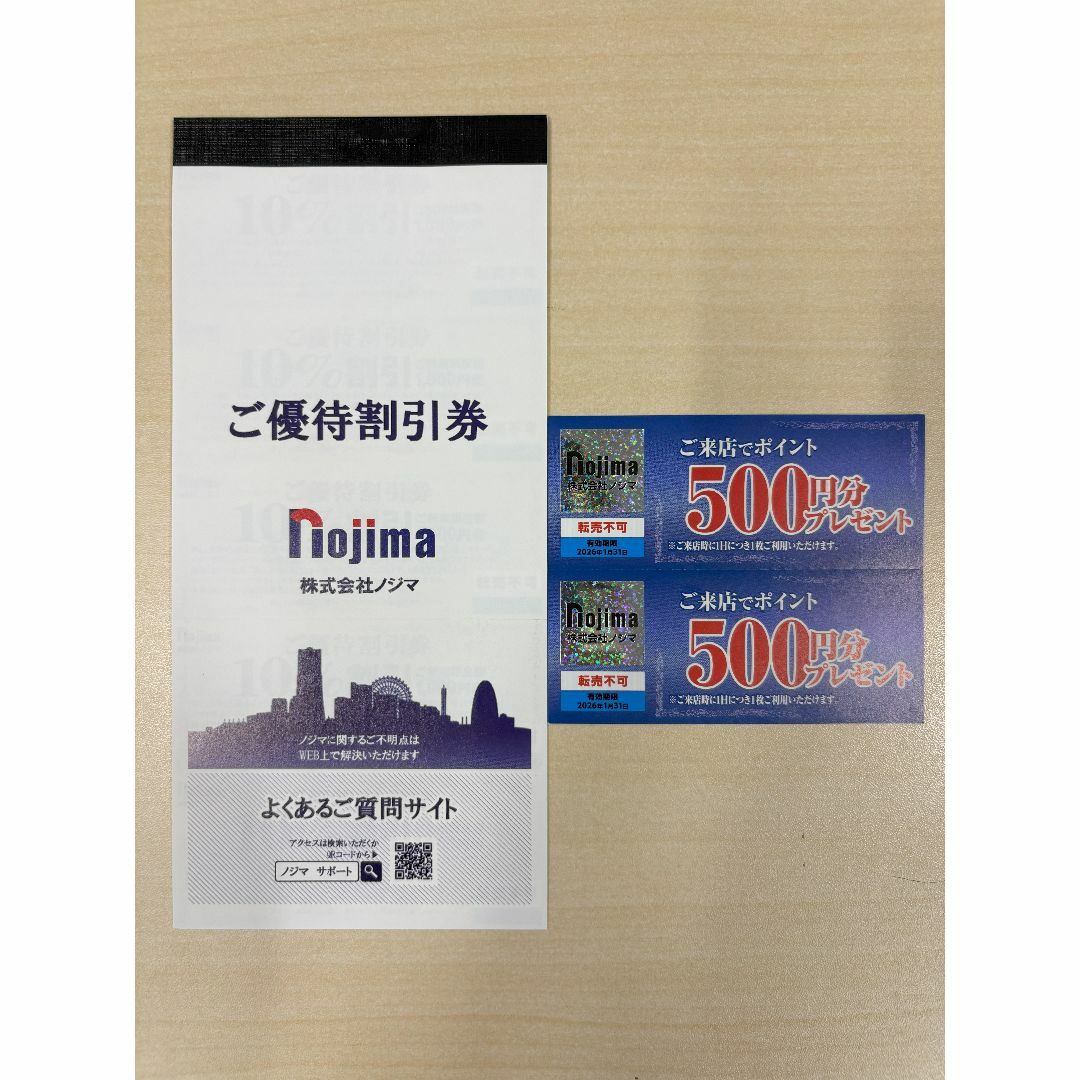 ご優待割引券
nojima
株式会社ノジマ
ノジマに関するご不明点は
WEB上で解決いただけます
よくあるご質問サイト
アクセスは検索いただくか
QRコードから▶
ノジマ サポート
nojima
株式会社ノジマ
転売不可
有効期限
2026年1月31日
ご来店でポイント
500円分
プレゼント
※ご来店時に1日につき1枚ご利用いただけます。
nojima
株式会社ノジマ
転売不可
有効期限
2026年1月31日
ご来店でポイント
500円分
プレゼント
※ご来店時に1日につき1枚ご利用いただけます。